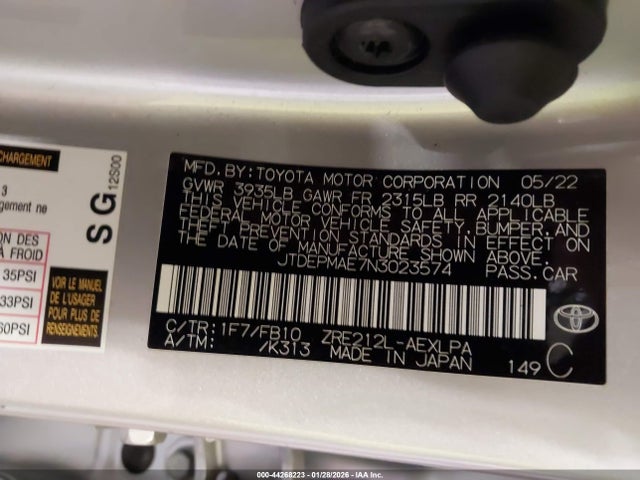 CHARGEMENT
3
gement ne
ON DES
À FROID
35PSI
33PSI
60PSI
VOIR LE MANUEL
DE L'USAGER
POUR PLUS DE
RENSEIGNEMENTS
SG
12S00
MFD. BY: TOYOTA MOTOR CORPORATION 05/22
GVWR 3935LB GAWR FR 2315LB RR 2140LB
THIS VEHICLE CONFORMS TO ALL APPLICABLE
FEDERAL MOTOR VEHICLE SAFETY, BUMPER, AND
THEFT PREVENTION STANDARDS IN EFFECT ON
THE DATE OF MANUFACTURE SHOWN ABOVE.
JTDEPMAE7N3023574 PASS.CAR
C/TR: 1F7/FB10 ZRE212L-AEXLPA
A/TM: /K313 MADE IN JAPAN
149 C
TOYOTA
000-44268223 - 01/28/2026 - IAA Inc.